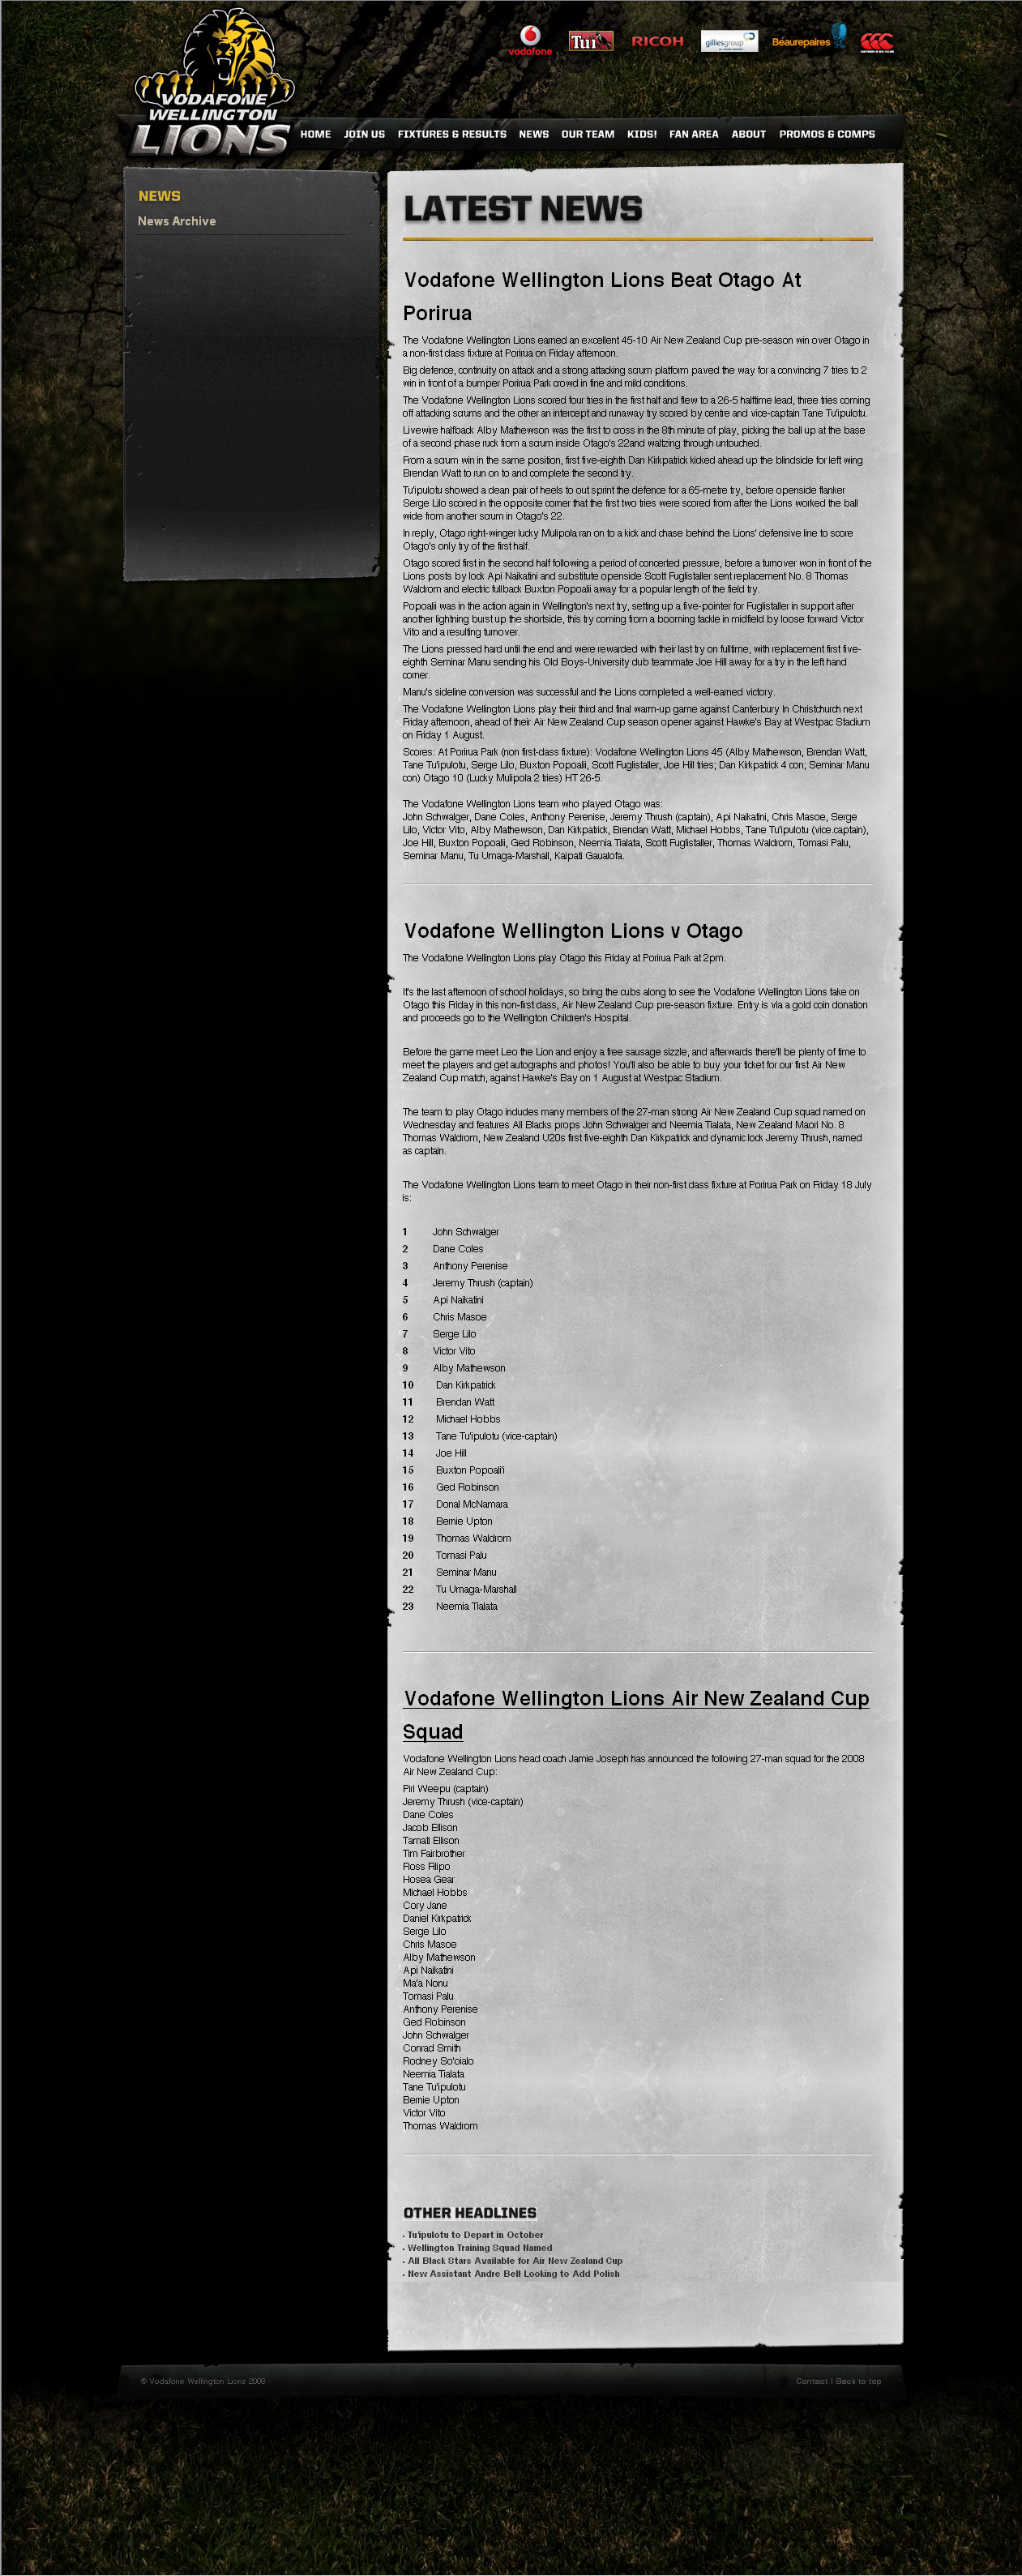 vodafone
Tui
RICOH
gilliesgroup
Beaurepaires
VODAFONE
WELLINGTON
LIONS
HOME JOIN US FIXTURES & RESULTS NEWS OUR TEAM KIDS! FAN AREA ABOUT PROMOS & COMPS
NEWS
News Archive
LATEST NEWS
Vodafone Wellington Lions Beat Otago At
Porirua
The Vodafone Wellington Lions earned an excellent 45-10 Air New Zealand Cup pre-season win over Otago in
a non-first class fixture at Porirua on Friday afternoon.
Big defence, continuity on attack and a strong attacking scrum platform paved the way for a convincing 7 tries to 2
win in front of a bumper Porirua Park crowd in fine and mild conditions.
The Vodafone Wellington Lions scored four tries in the first half and flew to a 26-5 halftime lead, three tries coming
off attacking scrums and the other an intercept and runaway try scored by centre and vice-captain Tane Tu'ipulotu.
Livewire halfback Alby Mathewson was the first to cross in the 8th minute of play, picking the ball up at the base
of a second phase ruck from a scrum inside Otago's 22and waltzing through untouched.
From a scrum win in the same position, first five-eighth Dan Kirkpatrick kicked ahead up the blindside for left wing
Brendan Watt to run on to and complete the second try.
Tu'ipulotu showed a clean pair of heels to out sprint the defence for a 65-metre try, before openside flanker
Serge Lilo scored in the opposite corner that the first two tries were scored from after the Lions worked the ball
wide from another scrum in Otago's 22.
In reply, Otago right-winger lucky Mulipola ran on to a kick and chase behind the Lions' defensive line to score
Otago's only try of the first half.
Otago scored first in the second half following a period of concerted pressure, before a turnover won in front of the
Lions posts by lock Api Naikatini and substitute openside Scott Fuglistaller sent replacement No. 8 Thomas
Waldrom and electric fullback Buxton Popoalii away for a popular length of the field try.
Popoalii was in the action again in Wellington's next try, setting up a five-pointer for Fuglistaller in support after
another lightning burst up the shortside, this try coming from a booming tackle in midfield by loose forward Victor
Vito and a resulting turnover.
The Lions pressed hard until the end and were rewarded with their last try on fulltime, with replacement first five-
eighth Seminar Manu sending his Old Boys-University club teammate Joe Hill away for a try in the left hand
corner.
Manu's sideline conversion was successful and the Lions completed a well-earned victory.
The Vodafone Wellington Lions play their third and final warm-up game against Canterbury In Christchurch next
Friday afternoon, ahead of their Air New Zealand Cup season opener against Hawke's Bay at Westpac Stadium
on Friday 1 August.
Scores: At Porirua Park (non first-class fixture): Vodafone Wellington Lions 45 (Alby Mathewson, Brendan Watt,
Tane Tu'ipulotu, Serge Lilo, Buxton Popoalii, Scott Fuglistaller, Joe Hill tries; Dan Kirkpatrick 4 con; Seminar Manu
con) Otago 10 (Lucky Mulipola 2 tries) HT 26-5.
The Vodafone Wellington Lions team who played Otago was:
John Schwalger, Dane Coles, Anthony Perenise, Jeremy Thrush (captain), Api Naikatini, Chris Masoe, Serge
Lilo, Victor Vito, Alby Mathewson, Dan Kirkpatrick, Brendan Watt, Michael Hobbs, Tane Tu'ipulotu (vice.captain),
Joe Hill, Buxton Popoalii, Ged Robinson, Neemia Tialata, Scott Fuglistaller, Thomas Waldrom, Tomasi Palu,
Seminar Manu, Tu Umaga-Marshall, Kaipati Gaualofa.
Vodafone Wellington Lions v Otago
The Vodafone Wellington Lions play Otago this Friday at Porirua Park at 2pm.
It's the last afternoon of school holidays, so bring the cubs along to see the Vodafone Wellington Lions take on
Otago this Friday in this non-first class, Air New Zealand Cup pre-season fixture. Entry is via a gold coin donation
and proceeds go to the Wellington Children's Hospital.
Before the game meet Leo the Lion and enjoy a free sausage sizzle, and afterwards there'll be plenty of time to
meet the players and get autographs and photos! You'll also be able to buy your ticket for our first Air New
Zealand Cup match, against Hawke's Bay on 1 August at Westpac Stadium.
The team to play Otago includes many members of the 27-man strong Air New Zealand Cup squad named on
Wednesday and features All Blacks props John Schwalger and Neemia Tialata, New Zealand Maori No. 8
Thomas Waldrom, New Zealand U20s first five-eighth Dan Kirkpatrick and dynamic lock Jeremy Thrush, named
as captain.
The Vodafone Wellington Lions team to meet Otago in their non-first class fixture at Porirua Park on Friday 18 July
is:
1 John Schwalger
2 Dane Coles
3 Anthony Perenise
4 Jeremy Thrush (captain)
5 Api Naikatini
6 Chris Masoe
7 Serge Lilo
8 Victor Vito
9 Alby Mathewson
10 Dan Kirkpatrick
11 Brendan Watt
12 Michael Hobbs
13 Tane Tu'ipulotu (vice-captain)
14 Joe Hill
15 Buxton Popoali'i
16 Ged Robinson
17 Donal McNamara
18 Bernie Upton
19 Thomas Waldrom
20 Tomasi Palu
21 Seminar Manu
22 Tu Umaga-Marshall
23 Neemia Tialata
Vodafone Wellington Lions Air New Zealand Cup
Squad
Vodafone Wellington Lions head coach Jamie Joseph has announced the following 27-man squad for the 2008
Air New Zealand Cup:
Piri Weepu (captain)
Jeremy Thrush (vice-captain)
Dane Coles
Jacob Ellison
Tamati Ellison
Tim Fairbrother
Ross Filipo
Hosea Gear
Michael Hobbs
Cory Jane
Daniel Kirkpatrick
Serge Lilo
Chris Masoe
Alby Mathewson
Api Naikatini
Ma'a Nonu
Tomasi Palu
Anthony Perenise
Ged Robinson
John Schwalger
Conrad Smith
Rodney So'oialo
Neemia Tialata
Tane Tu'ipulotu
Bernie Upton
Victor Vito
Thomas Waldrom
OTHER HEADLINES
• Tu'ipulotu to Depart in October
• Wellington Training Squad Named
• All Black Stars Available for Air New Zealand Cup
• New Assistant Andre Bell Looking to Add Polish
© Vodafone Wellington Lions 2008
Contact | Back to top